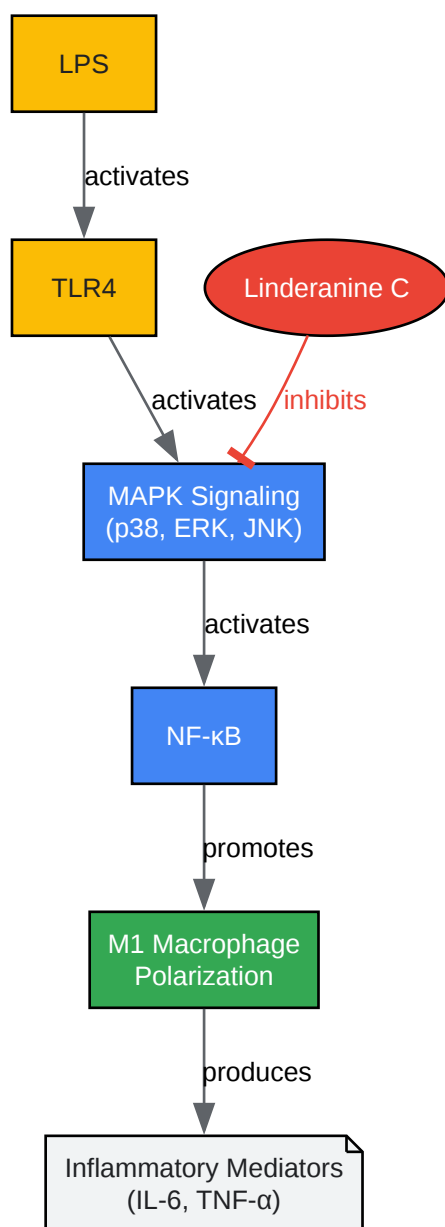 LPS
activates
TLR4
Linderanine C
activates
inhibits
MAPK Signaling
(p38, ERK, JNK)
activates
NF-κB
promotes
M1 Macrophage
Polarization
produces
Inflammatory Mediators
(IL-6, TNF-α)